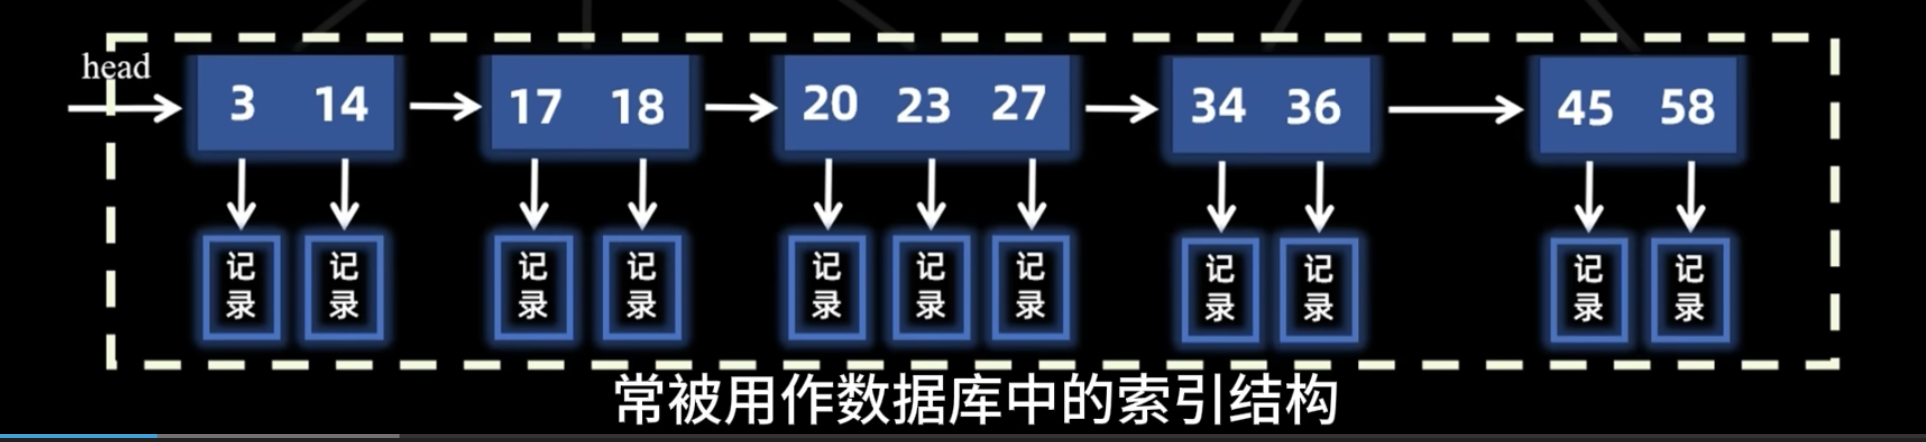 head
3 14 17 18 20 23 27 34 36 45 58
记录 记录 记录 记录 记录 记录 记录 记录 记录 记录 记录
常被用作数据库中的索引结构